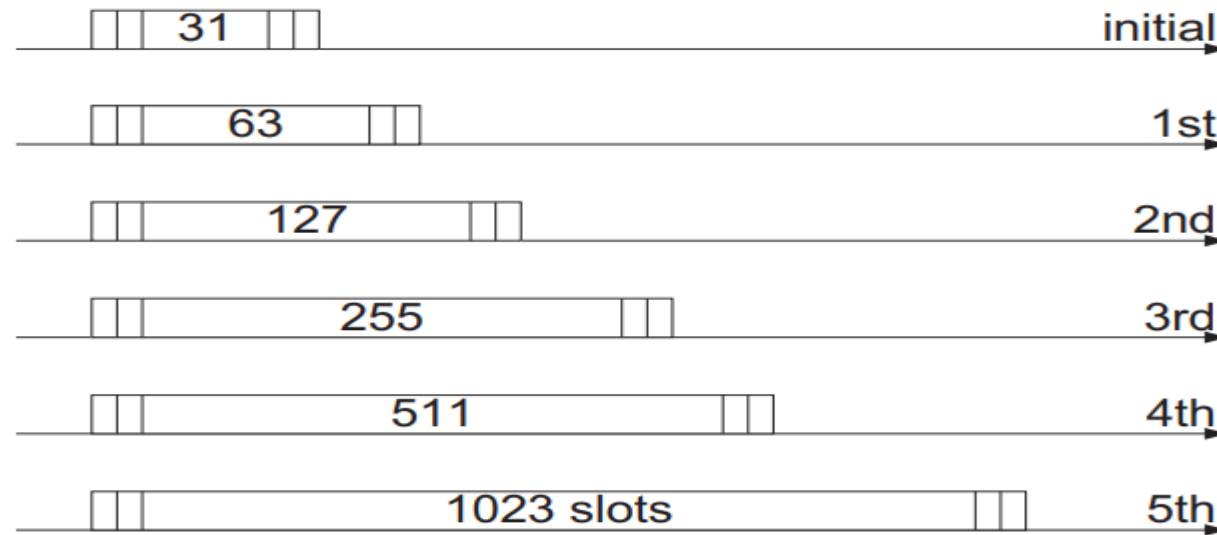 31 initial
63 1st
127 2nd
255 3rd
511 4th
1023 slots 5th